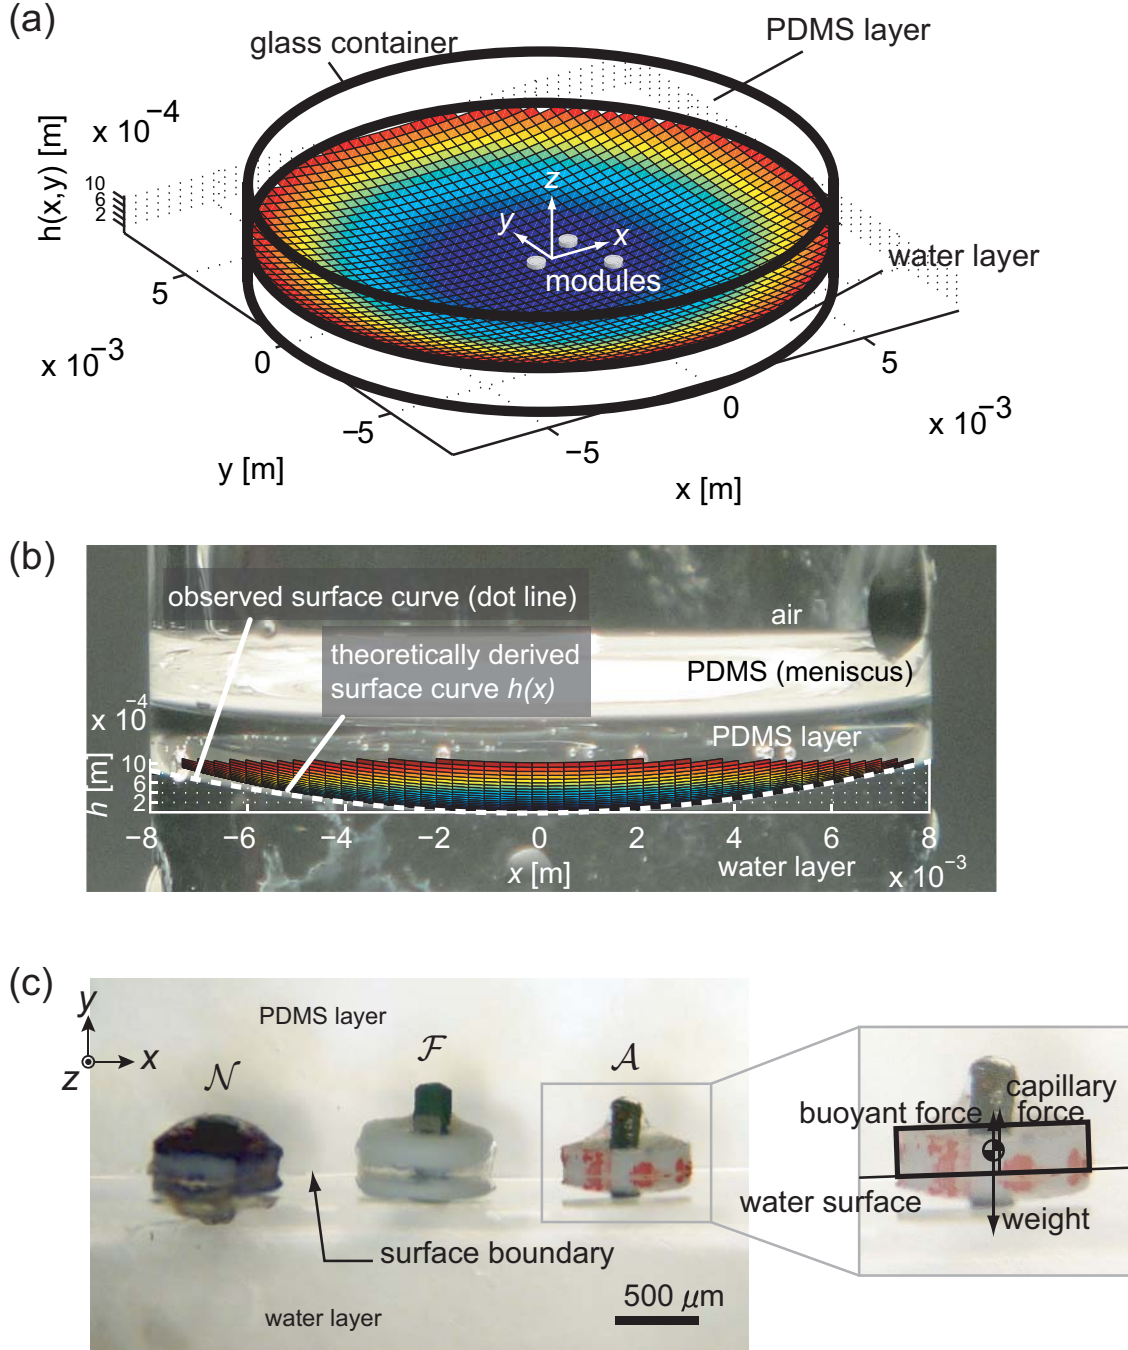 (a)
glass container
PDMS layer
x 10⁻⁴
h(x,y) [m]
10
6
2
z
y
x
modules
water layer
5
0
−5
x 10⁻³
y [m]
5
0
−5
x 10⁻³
x [m]
(b)
observed surface curve (dot line)
theoretically derived
surface curve h(x)
air
PDMS (meniscus)
x 10⁻⁴
PDMS layer
h [m]
10
6
2
−8 −6 −4 −2 0 2 4 6 8
x [m]
water layer
x 10⁻³
(c)
y
x
z
PDMS layer
𝒩
ℱ
𝒜
surface boundary
500 μm
water layer
capillary
force
buoyant force
water surface
weight